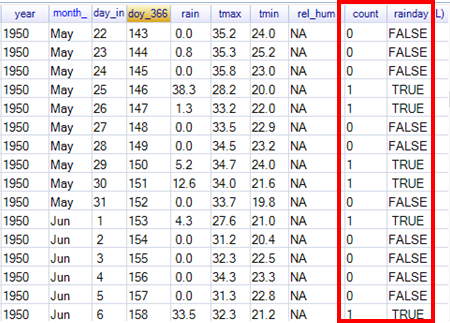 year month_ day_in doy_366 rain tmax tmin rel_hum count rainday L)
1950 May 22 143 0.0 35.2 24.0 NA 0 FALSE
1950 May 23 144 0.8 35.3 25.2 NA 0 FALSE
1950 May 24 145 0.0 35.8 23.0 NA 0 FALSE
1950 May 25 146 38.3 28.2 20.0 NA 1 TRUE
1950 May 26 147 1.3 33.2 22.0 NA 1 TRUE
1950 May 27 148 0.0 33.5 22.9 NA 0 FALSE
1950 May 28 149 0.0 34.5 23.2 NA 0 FALSE
1950 May 29 150 5.2 34.7 24.0 NA 1 TRUE
1950 May 30 151 12.6 34.0 21.6 NA 1 TRUE
1950 May 31 152 0.0 33.7 19.8 NA 0 FALSE
1950 Jun 1 153 4.3 27.6 21.0 NA 1 TRUE
1950 Jun 2 154 0.0 31.2 20.4 NA 0 FALSE
1950 Jun 3 155 0.0 32.3 22.5 NA 0 FALSE
1950 Jun 4 156 0.0 34.3 23.3 NA 0 FALSE
1950 Jun 5 157 0.0 31.3 22.8 NA 0 FALSE
1950 Jun 6 158 33.5 32.3 21.2 NA 1 TRUE